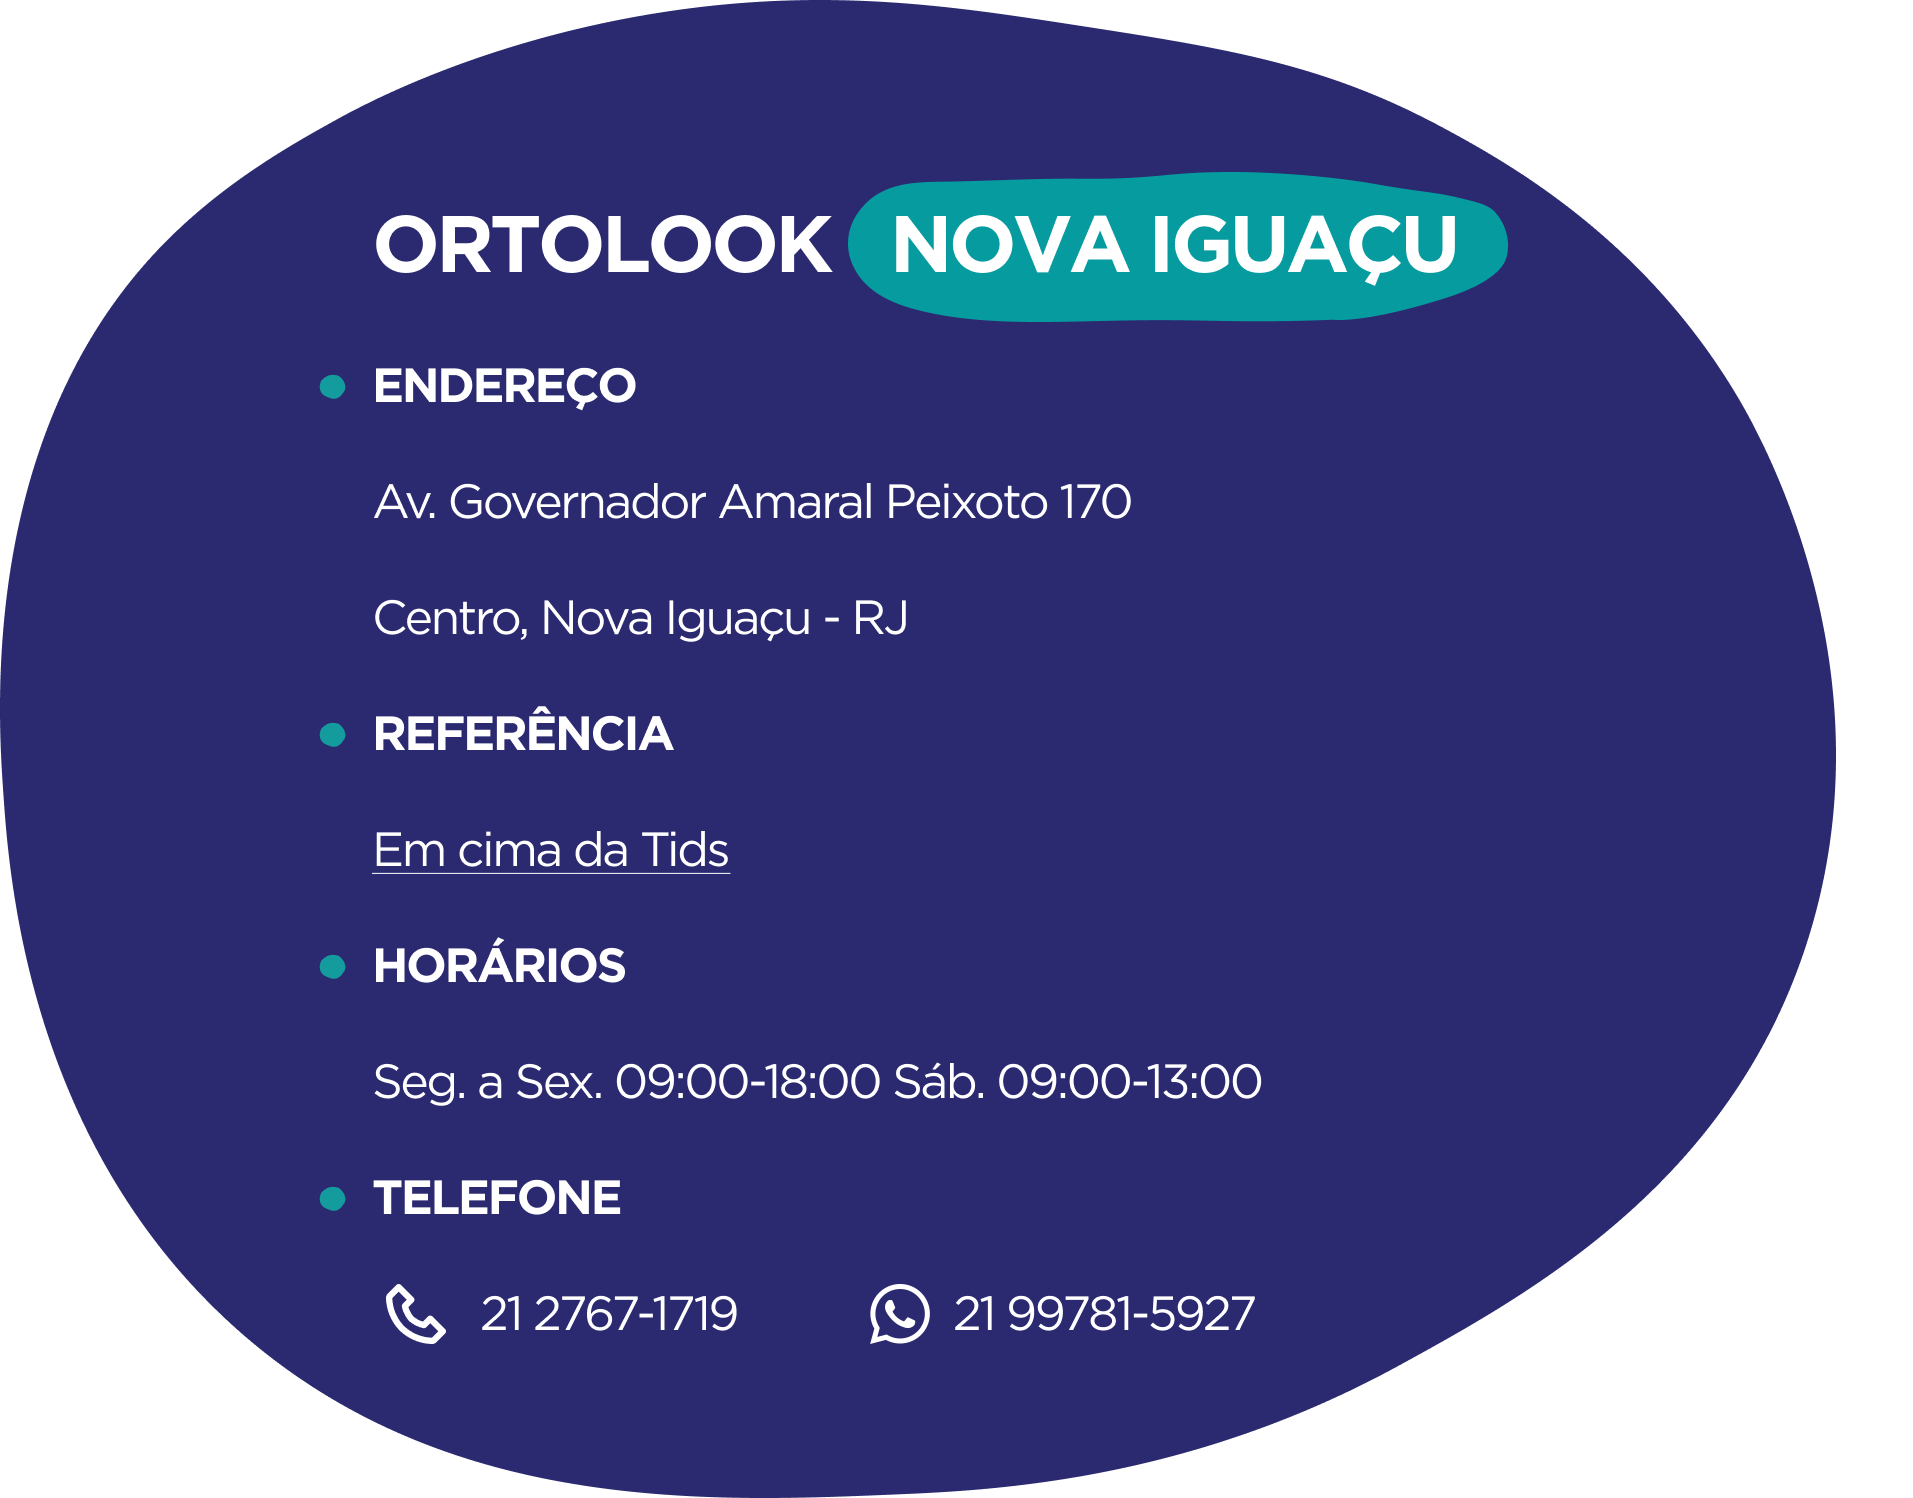 ORTOLOOK NOVA IGUAÇU
ENDEREÇO
Av. Governador Amaral Peixoto 170
Centro, Nova Iguaçu - RJ
REFERÊNCIA
Em cima da Tids
HORÁRIOS
Seg. a Sex. 09:00-18:00 Sáb. 09:00-13:00
TELEFONE
21 2767-1719 21 99781-5927